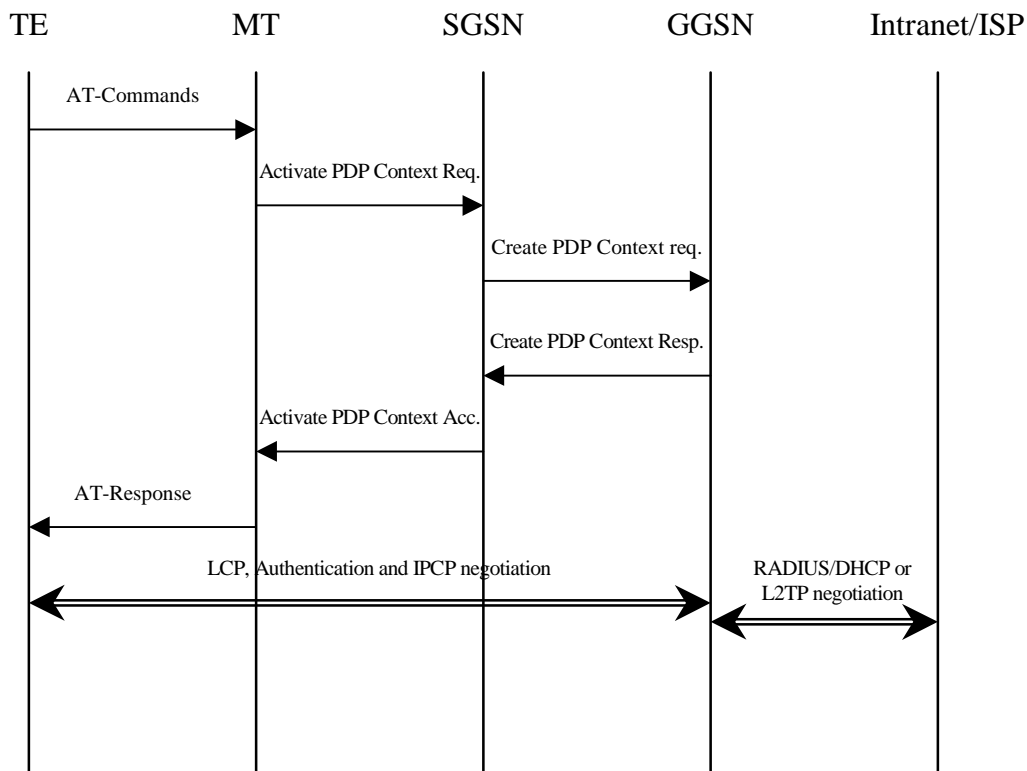 TE
MT
SGSN
GGSN
Intranet/ISP
AT-Commands
Activate PDP Context Req.
Create PDP Context req.
Create PDP Context Resp.
Activate PDP Context Acc.
AT-Response
LCP, Authentication and IPCP negotiation
RADIUS/DHCP or
L2TP negotiation